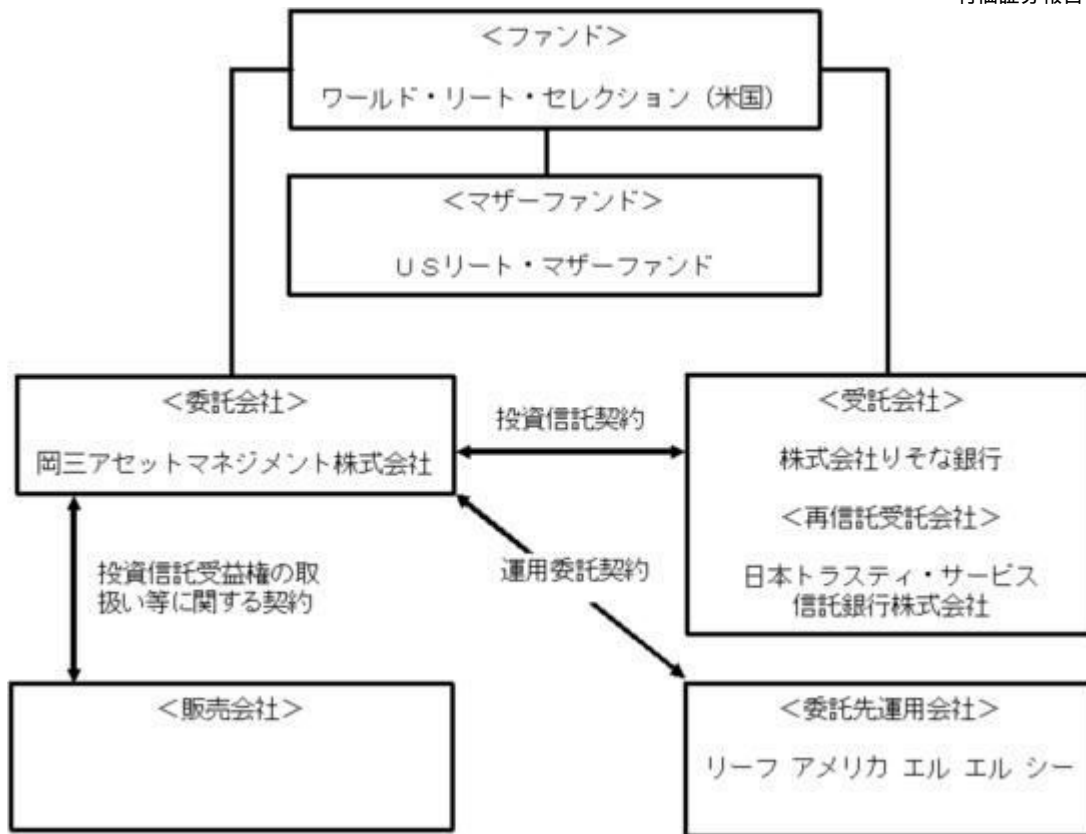 ＜ファンド＞
ワールド・リート・セレクション（米国）
＜マザーファンド＞
ＵＳリート・マザーファンド
＜委託会社＞
岡三アセットマネジメント株式会社
投資信託契約
＜受託会社＞
株式会社りそな銀行
＜再信託受託会社＞
日本トラスティ・サービス
信託銀行株式会社
投資信託受益権の取
扱い等に関する契約
運用委託契約
＜販売会社＞
＜委託先運用会社＞
リーフ アメリカ エル エル シー